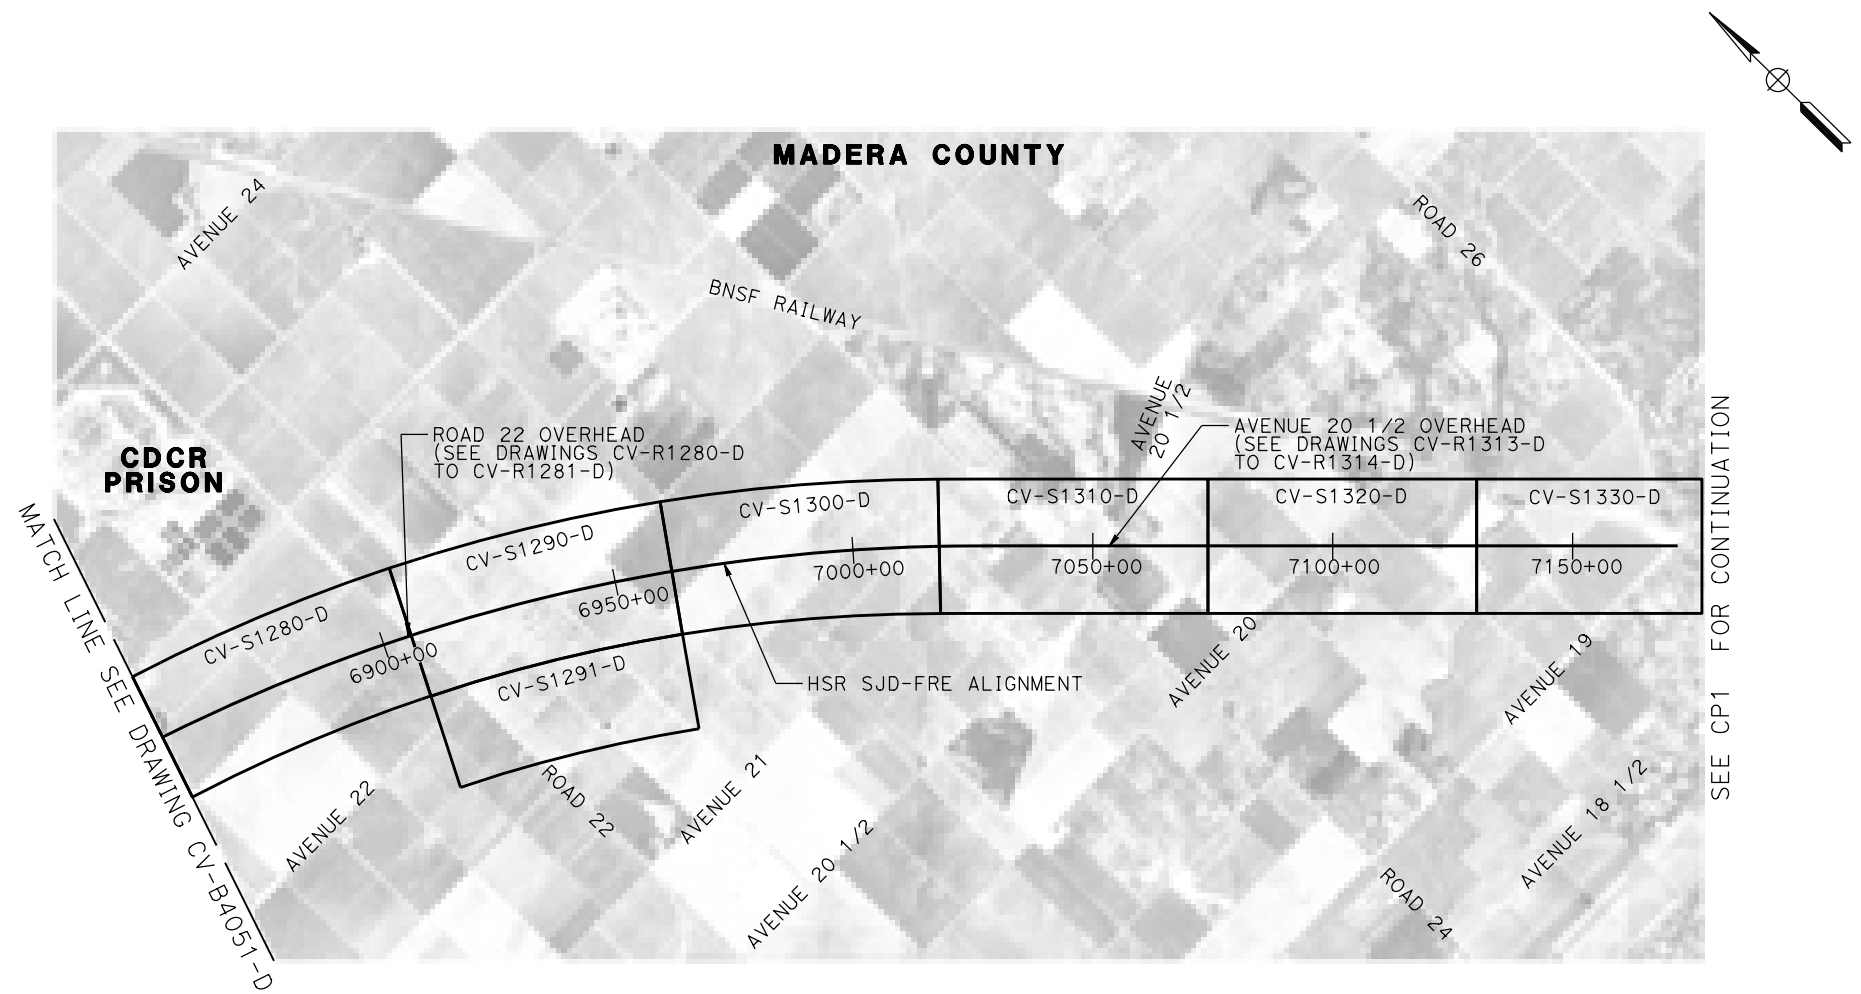 MADERA COUNTY
AVENUE 24
ROAD 26
BNSF RAILWAY
AVENUE
20 1/2
ROAD 22 OVERHEAD
(SEE DRAWINGS CV-R1280-D
TO CV-R1281-D)
AVENUE 20 1/2 OVERHEAD
(SEE DRAWINGS CV-R1313-D
TO CV-R1314-D)
CDCR
PRISON
CV-S1280-D
CV-S1290-D
CV-S1300-D
CV-S1310-D
CV-S1320-D
CV-S1330-D
6900+00
6950+00
7000+00
7050+00
7100+00
7150+00
CV-S1291-D
HSR SJD-FRE ALIGNMENT
MATCH LINE SEE DRAWING CV-B4051-D
SEE CP1 FOR CONTINUATION
AVENUE 22
ROAD 22
AVENUE 21
AVENUE 20 1/2
AVENUE 20
AVENUE 19
ROAD 24
AVENUE 18 1/2